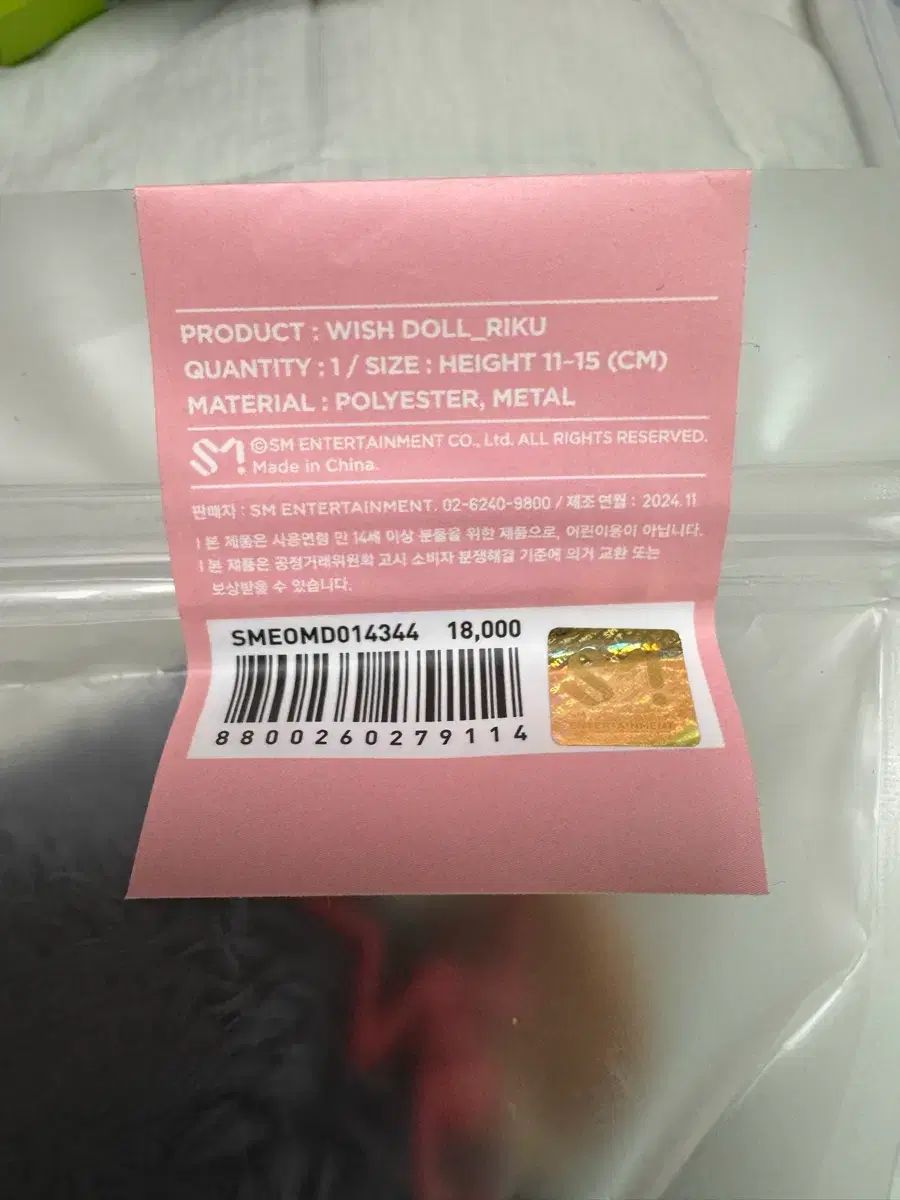 PRODUCT : WISH DOLL_RIKU
QUANTITY : 1 / SIZE : HEIGHT 11~15 (CM)
MATERIAL : POLYESTER, METAL
SM ©SM ENTERTAINMENT CO., Ltd. ALL RIGHTS RESERVED.
Made in China.
판매자 : SM ENTERTAINMENT. 02-6240-9800 / 제조 연월 : 2024.11
| 본 제품은 사용연령 만 14세 이상 분들을 위한 제품으로, 어린이용이 아닙니다.
| 본 제품은 공정거래위원회 고시 소비자 분쟁해결 기준에 의거 교환 또는
보상받을 수 있습니다.
SMEOMD014344 18,000
8800260279114
SM
ENTERTAINMENT